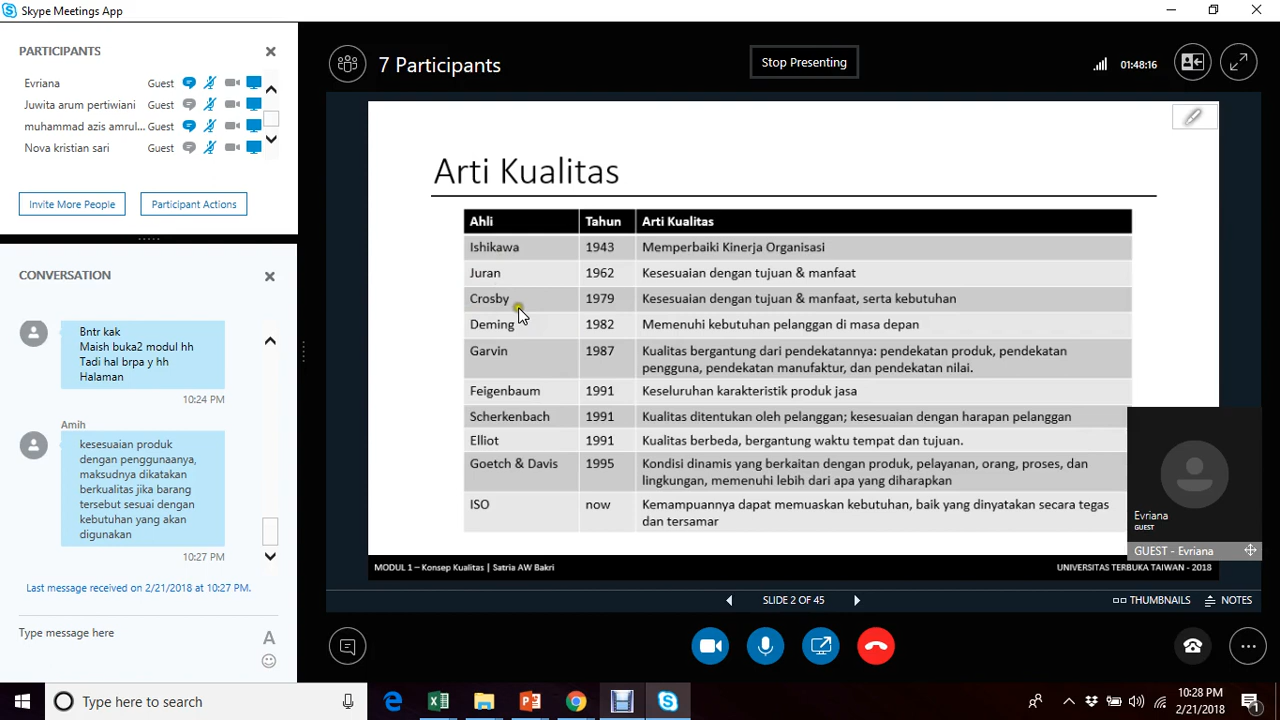 Skype Meetings App
PARTICIPANTS
Evriana Guest
Juwita arum pertiwiani Guest
muhammad azis amrul... Guest
Nova kristian sari Guest
Invite More People Participant Actions
CONVERSATION
Bntr kak
Maish buka2 modul hh
Tadi hal brpa y hh
Halaman
10:24 PM
Amih
kesesuaian produk
dengan penggunaanya,
maksudnya dikatakan
berkualitas jika barang
tersebut sesuai dengan
kebutuhan yang akan
digunakan
10:27 PM
Last message received on 2/21/2018 at 10:27 PM.
Type message here
A
7 Participants
Stop Presenting
01:48:16
Arti Kualitas
Ahli Tahun Arti Kualitas
Ishikawa 1943 Memperbaiki Kinerja Organisasi
Juran 1962 Kesesuaian dengan tujuan & manfaat
Crosby 1979 Kesesuaian dengan tujuan & manfaat, serta kebutuhan
Deming 1982 Memenuhi kebutuhan pelanggan di masa depan
Garvin 1987 Kualitas bergantung dari pendekatannya: pendekatan produk, pendekatan
pengguna, pendekatan manufaktur, dan pendekatan nilai.
Feigenbaum 1991 Keseluruhan karakteristik produk jasa
Scherkenbach 1991 Kualitas ditentukan oleh pelanggan; kesesuaian dengan harapan pelanggan
Elliot 1991 Kualitas berbeda, bergantung waktu tempat dan tujuan.
Goetch & Davis 1995 Kondisi dinamis yang berkaitan dengan produk, pelayanan, orang, proses, dan
lingkungan, memenuhi lebih dari apa yang diharapkan
ISO now Kemampuannya dapat memuaskan kebutuhan, baik yang dinyatakan secara tegas
dan tersamar
MODUL 1 – Konsep Kualitas | Satria AW Bakri UNIVERSITAS TERBUKA TAIWAN - 2018
Evriana
GUEST
GUEST - Evriana
SLIDE 2 OF 45
THUMBNAILS NOTES
Type here to search
10:28 PM
2/21/2018
1